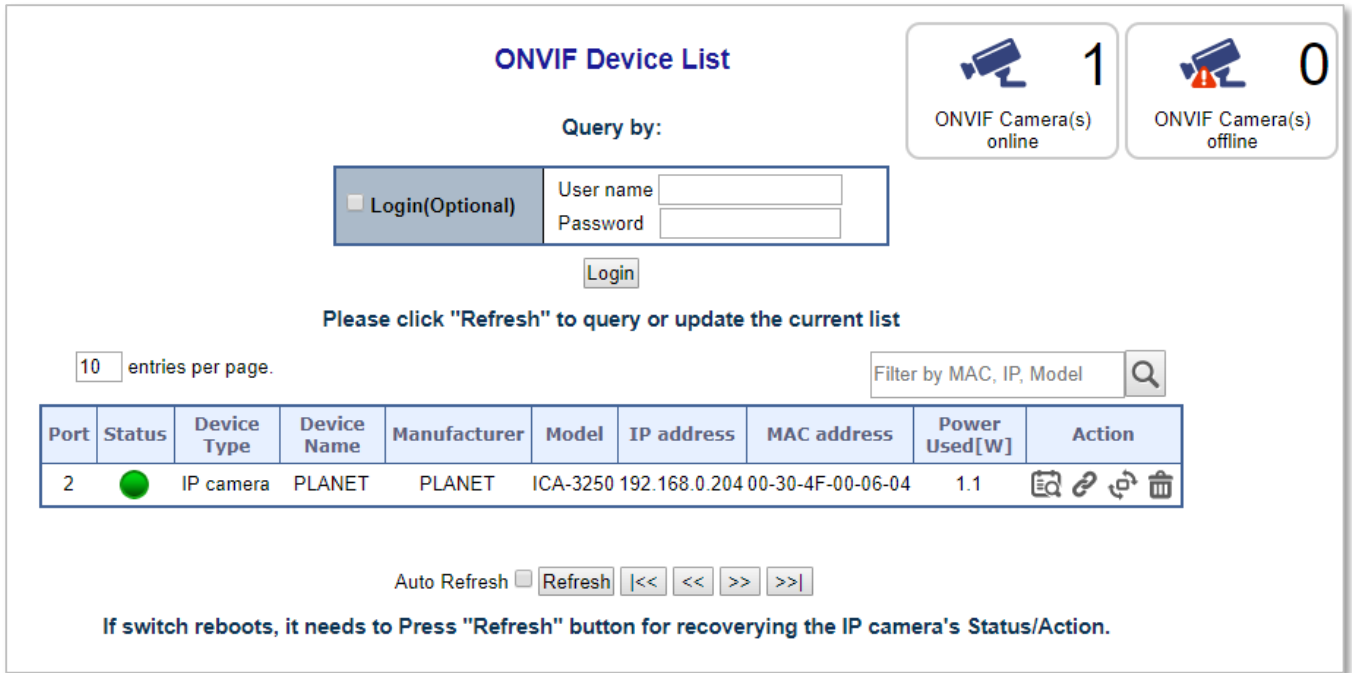 ONVIF Device List
1
ONVIF Camera(s)
online
0
ONVIF Camera(s)
offline
Query by:
Login(Optional)
User name
Password
Login
Please click "Refresh" to query or update the current list
10 entries per page.
Filter by MAC, IP, Model
Port Status Device Type Device Name Manufacturer Model IP address MAC address Power Used[W] Action
2 IP camera PLANET PLANET ICA-3250 192.168.0.204 00-30-4F-00-06-04 1.1
Auto Refresh Refresh |<< << >> >>|
If switch reboots, it needs to Press "Refresh" button for recoverying the IP camera's Status/Action.